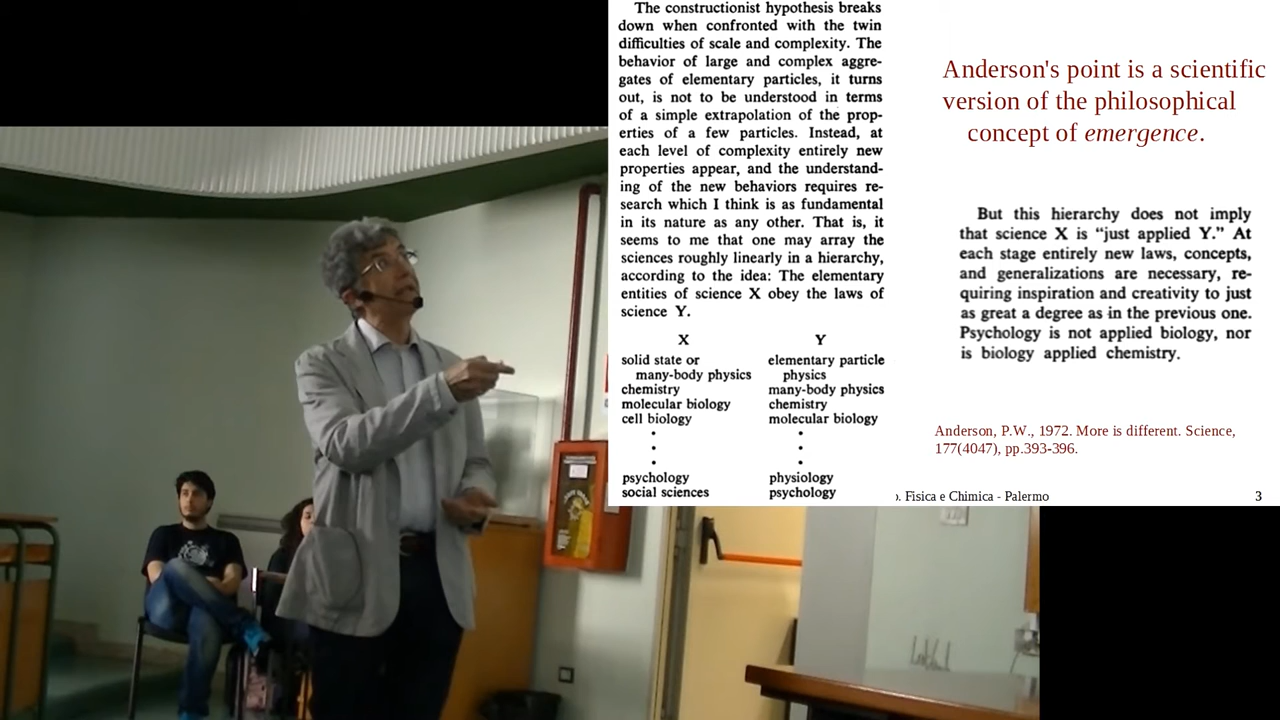 The constructionist hypothesis breaks
down when confronted with the twin
difficulties of scale and complexity. The
behavior of large and complex aggre-
gates of elementary particles, it turns
out, is not to be understood in terms
of a simple extrapolation of the prop-
erties of a few particles. Instead, at
each level of complexity entirely new
properties appear, and the understand-
ing of the new behaviors requires re-
search which I think is as fundamental
in its nature as any other. That is, it
seems to me that one may array the
sciences roughly linearly in a hierarchy,
according to the idea: The elementary
entities of science X obey the laws of
science Y.
X Y
solid state or elementary particle
many-body physics physics
chemistry many-body physics
molecular biology chemistry
cell biology molecular biology
. .
. .
. .
psychology physiology
social sciences psychology
Anderson's point is a scientific
version of the philosophical
concept of emergence.
But this hierarchy does not imply
that science X is “just applied Y.” At
each stage entirely new laws, concepts,
and generalizations are necessary, re-
quiring inspiration and creativity to just
as great a degree as in the previous one.
Psychology is not applied biology, nor
is biology applied chemistry.
Anderson, P.W., 1972. More is different. Science,
177(4047), pp.393-396.
. Fisica e Chimica - Palermo 3